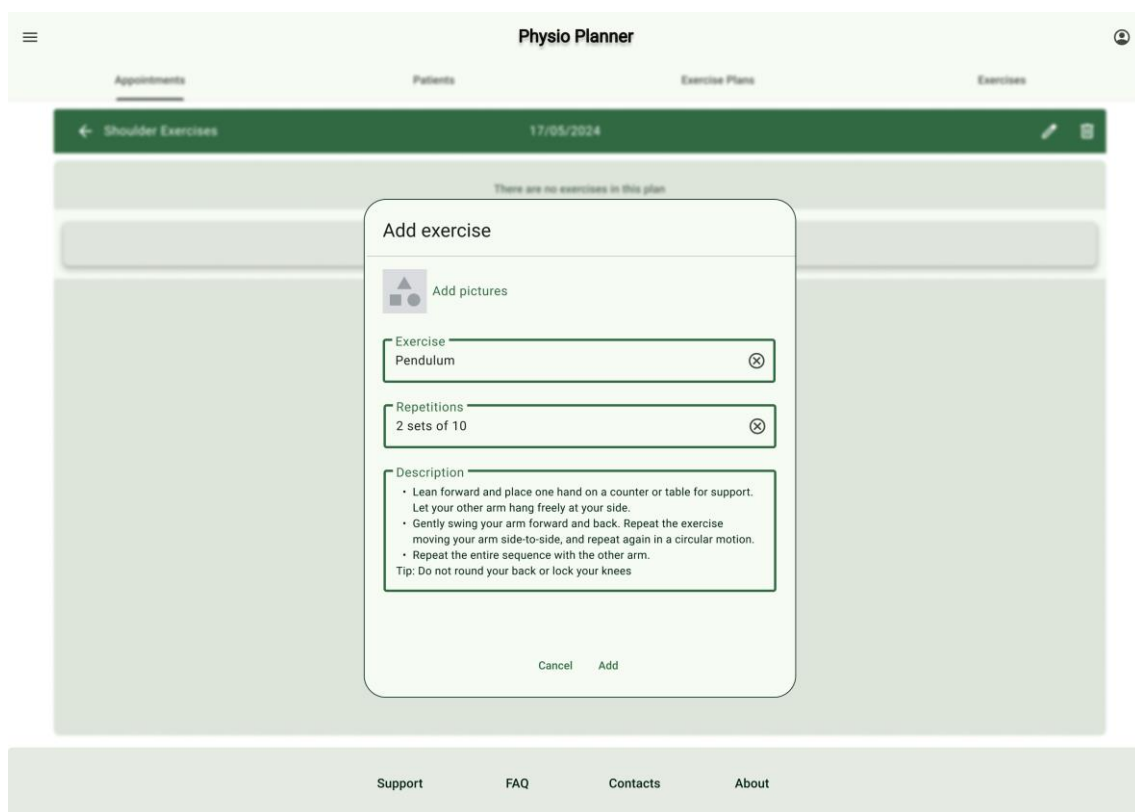 Physio Planner
Appointments Patients Exercise Plans Exercises
Shoulder Exercises 17/05/2024
There are no exercises in this plan
Add exercise
Add pictures
Exercise
Pendulum
Repetitions
2 sets of 10
Description
• Lean forward and place one hand on a counter or table for support.
Let your other arm hang freely at your side.
• Gently swing your arm forward and back. Repeat the exercise
moving your arm side-to-side, and repeat again in a circular motion.
• Repeat the entire sequence with the other arm.
Tip: Do not round your back or lock your knees
Cancel Add
Support FAQ Contacts About